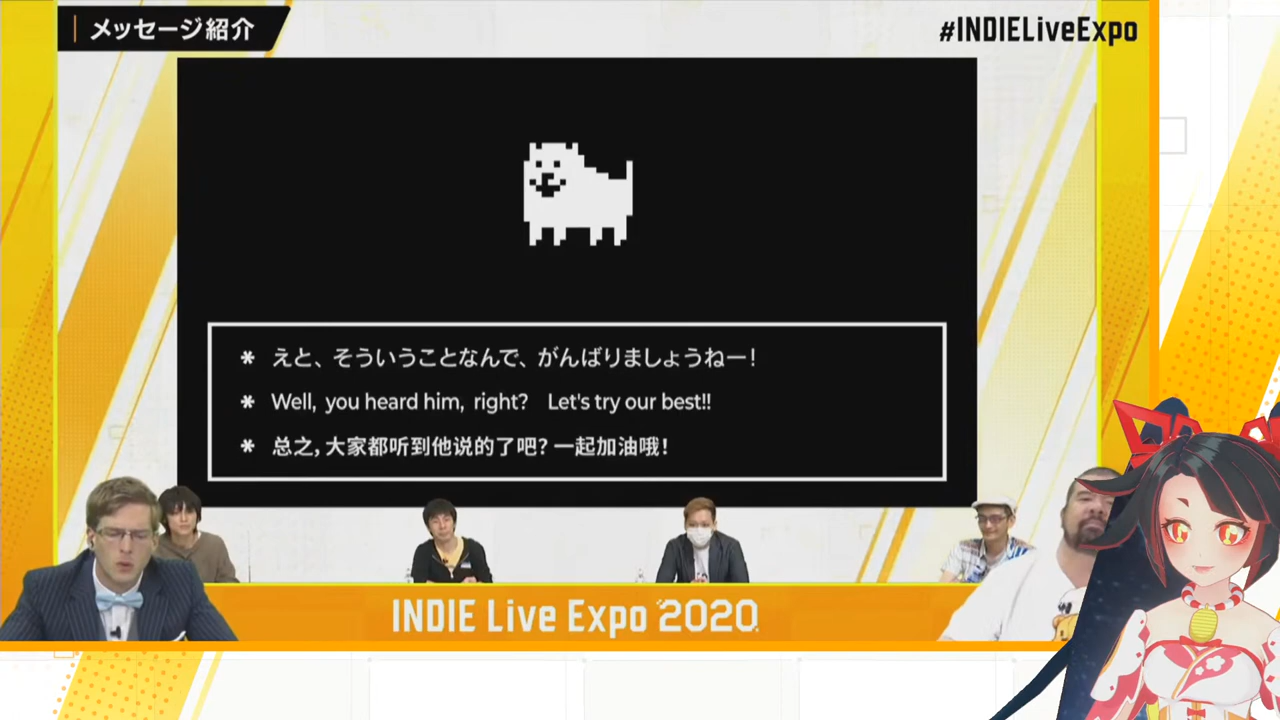 メッセージ紹介
#INDIELiveExpo
* えと、そういうことなんで、がんばりましょうねー!
* Well, you heard him, right? Let's try our best!!
* 总之,大家都听到他说的了吧?一起加油哦!
INDIE Live Expo 2020